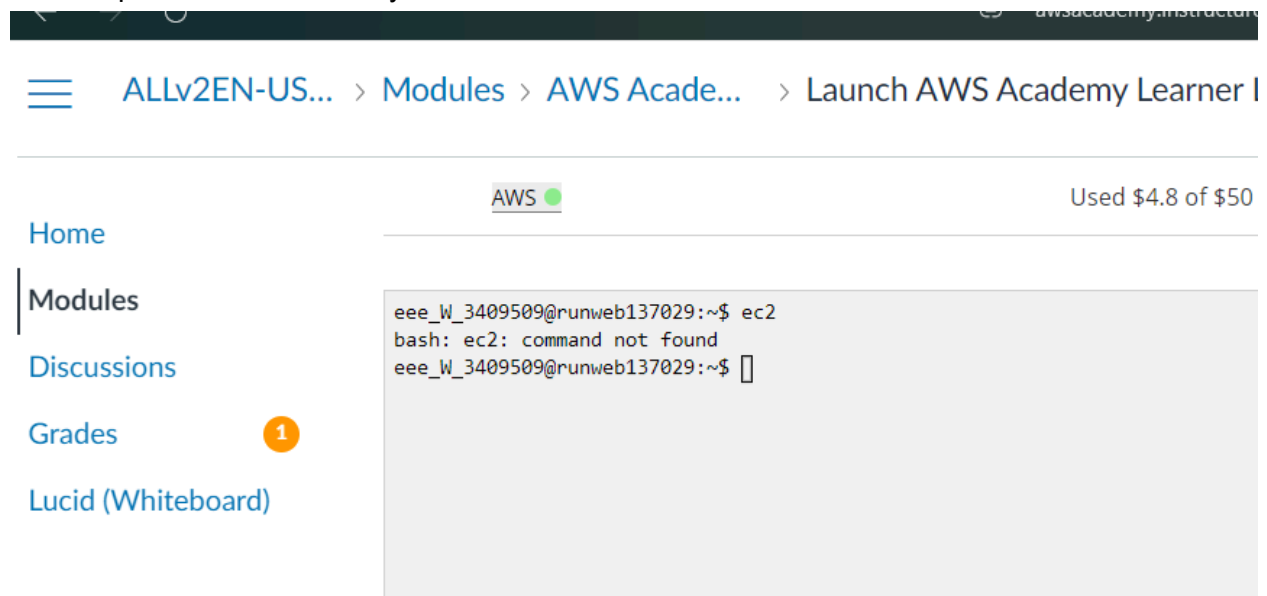 ALLv2EN-US... > Modules > AWS Acade... > Launch AWS Academy Learner
AWS
Used $4.8 of $50
Home
Modules
Discussions
Grades 1
Lucid (Whiteboard)
eee_W_3409509@runweb137029:~$ ec2
bash: ec2: command not found
eee_W_3409509@runweb137029:~$